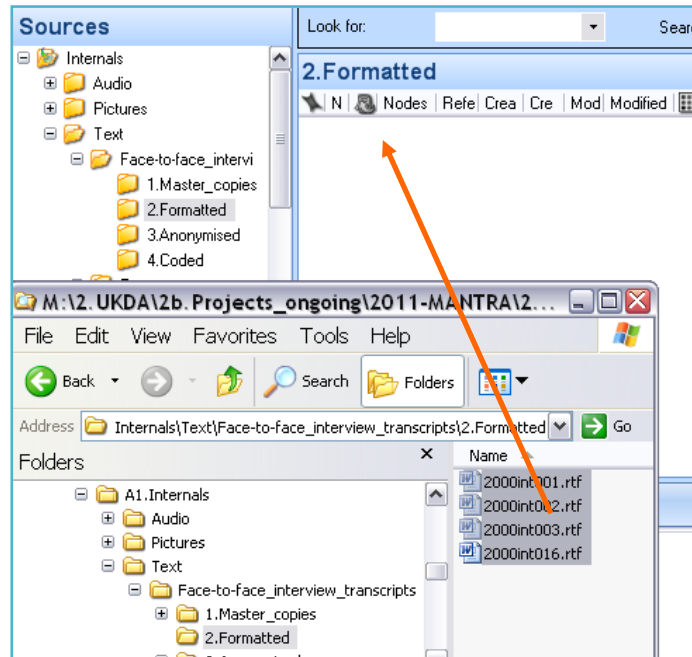 Sources
Look for:
Sear
Internals
Audio
Pictures
Text
Face-to-face_intervi
1.Master_copies
2.Formatted
3.Anonymised
4.Coded
2.Formatted
N Nodes Refe Crea Cre Mod Modified
M:\2. UKDA\2b. Projects_ongoing\2011-MANTRA\2...
File Edit View Favorites Tools Help
Back Search Folders
Address Internals\Text\Face-to-face_interview_transcripts\2.Formatted Go
Folders
A1.Internals
Audio
Pictures
Text
Face-to-face_interview_transcripts
1.Master_copies
2.Formatted
Name
2000int001.rtf
2000int002.rtf
2000int003.rtf
2000int016.rtf